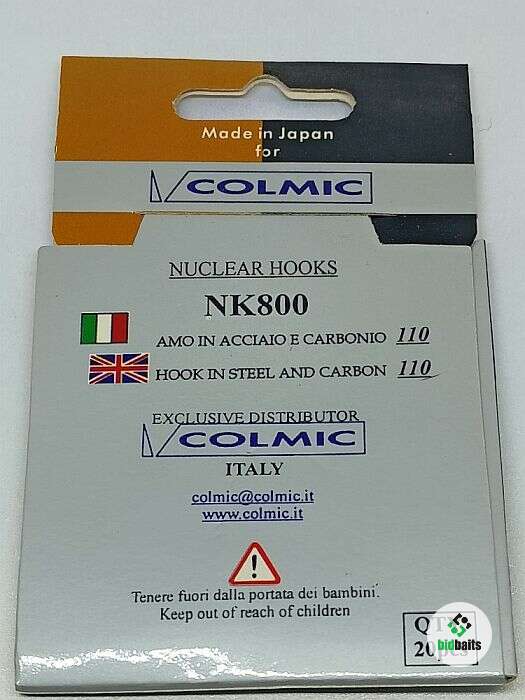 Made in Japan
for
COLMIC
NUCLEAR HOOKS
NK800
AMO IN ACCIAIO E CARBONIO 110
HOOK IN STEEL AND CARBON 110
EXCLUSIVE DISTRIBUTOR
COLMIC
ITALY
colmic@colmic.it
www.colmic.it
Tenere fuori dalla portata dei bambini.
Keep out of reach of children
bidbaits